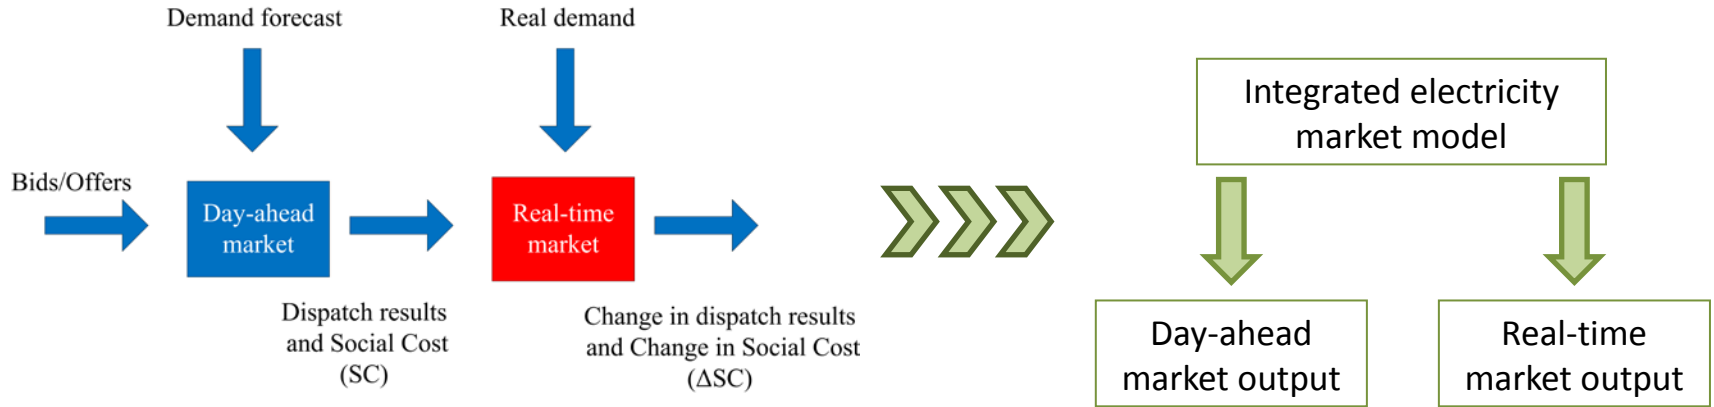 Demand forecast
Real demand
Bids/Offers
Day-ahead
market
Real-time
market
Dispatch results
and Social Cost
(SC)
Change in dispatch results
and Change in Social Cost
(ΔSC)
Integrated electricity
market model
Day-ahead
market output
Real-time
market output